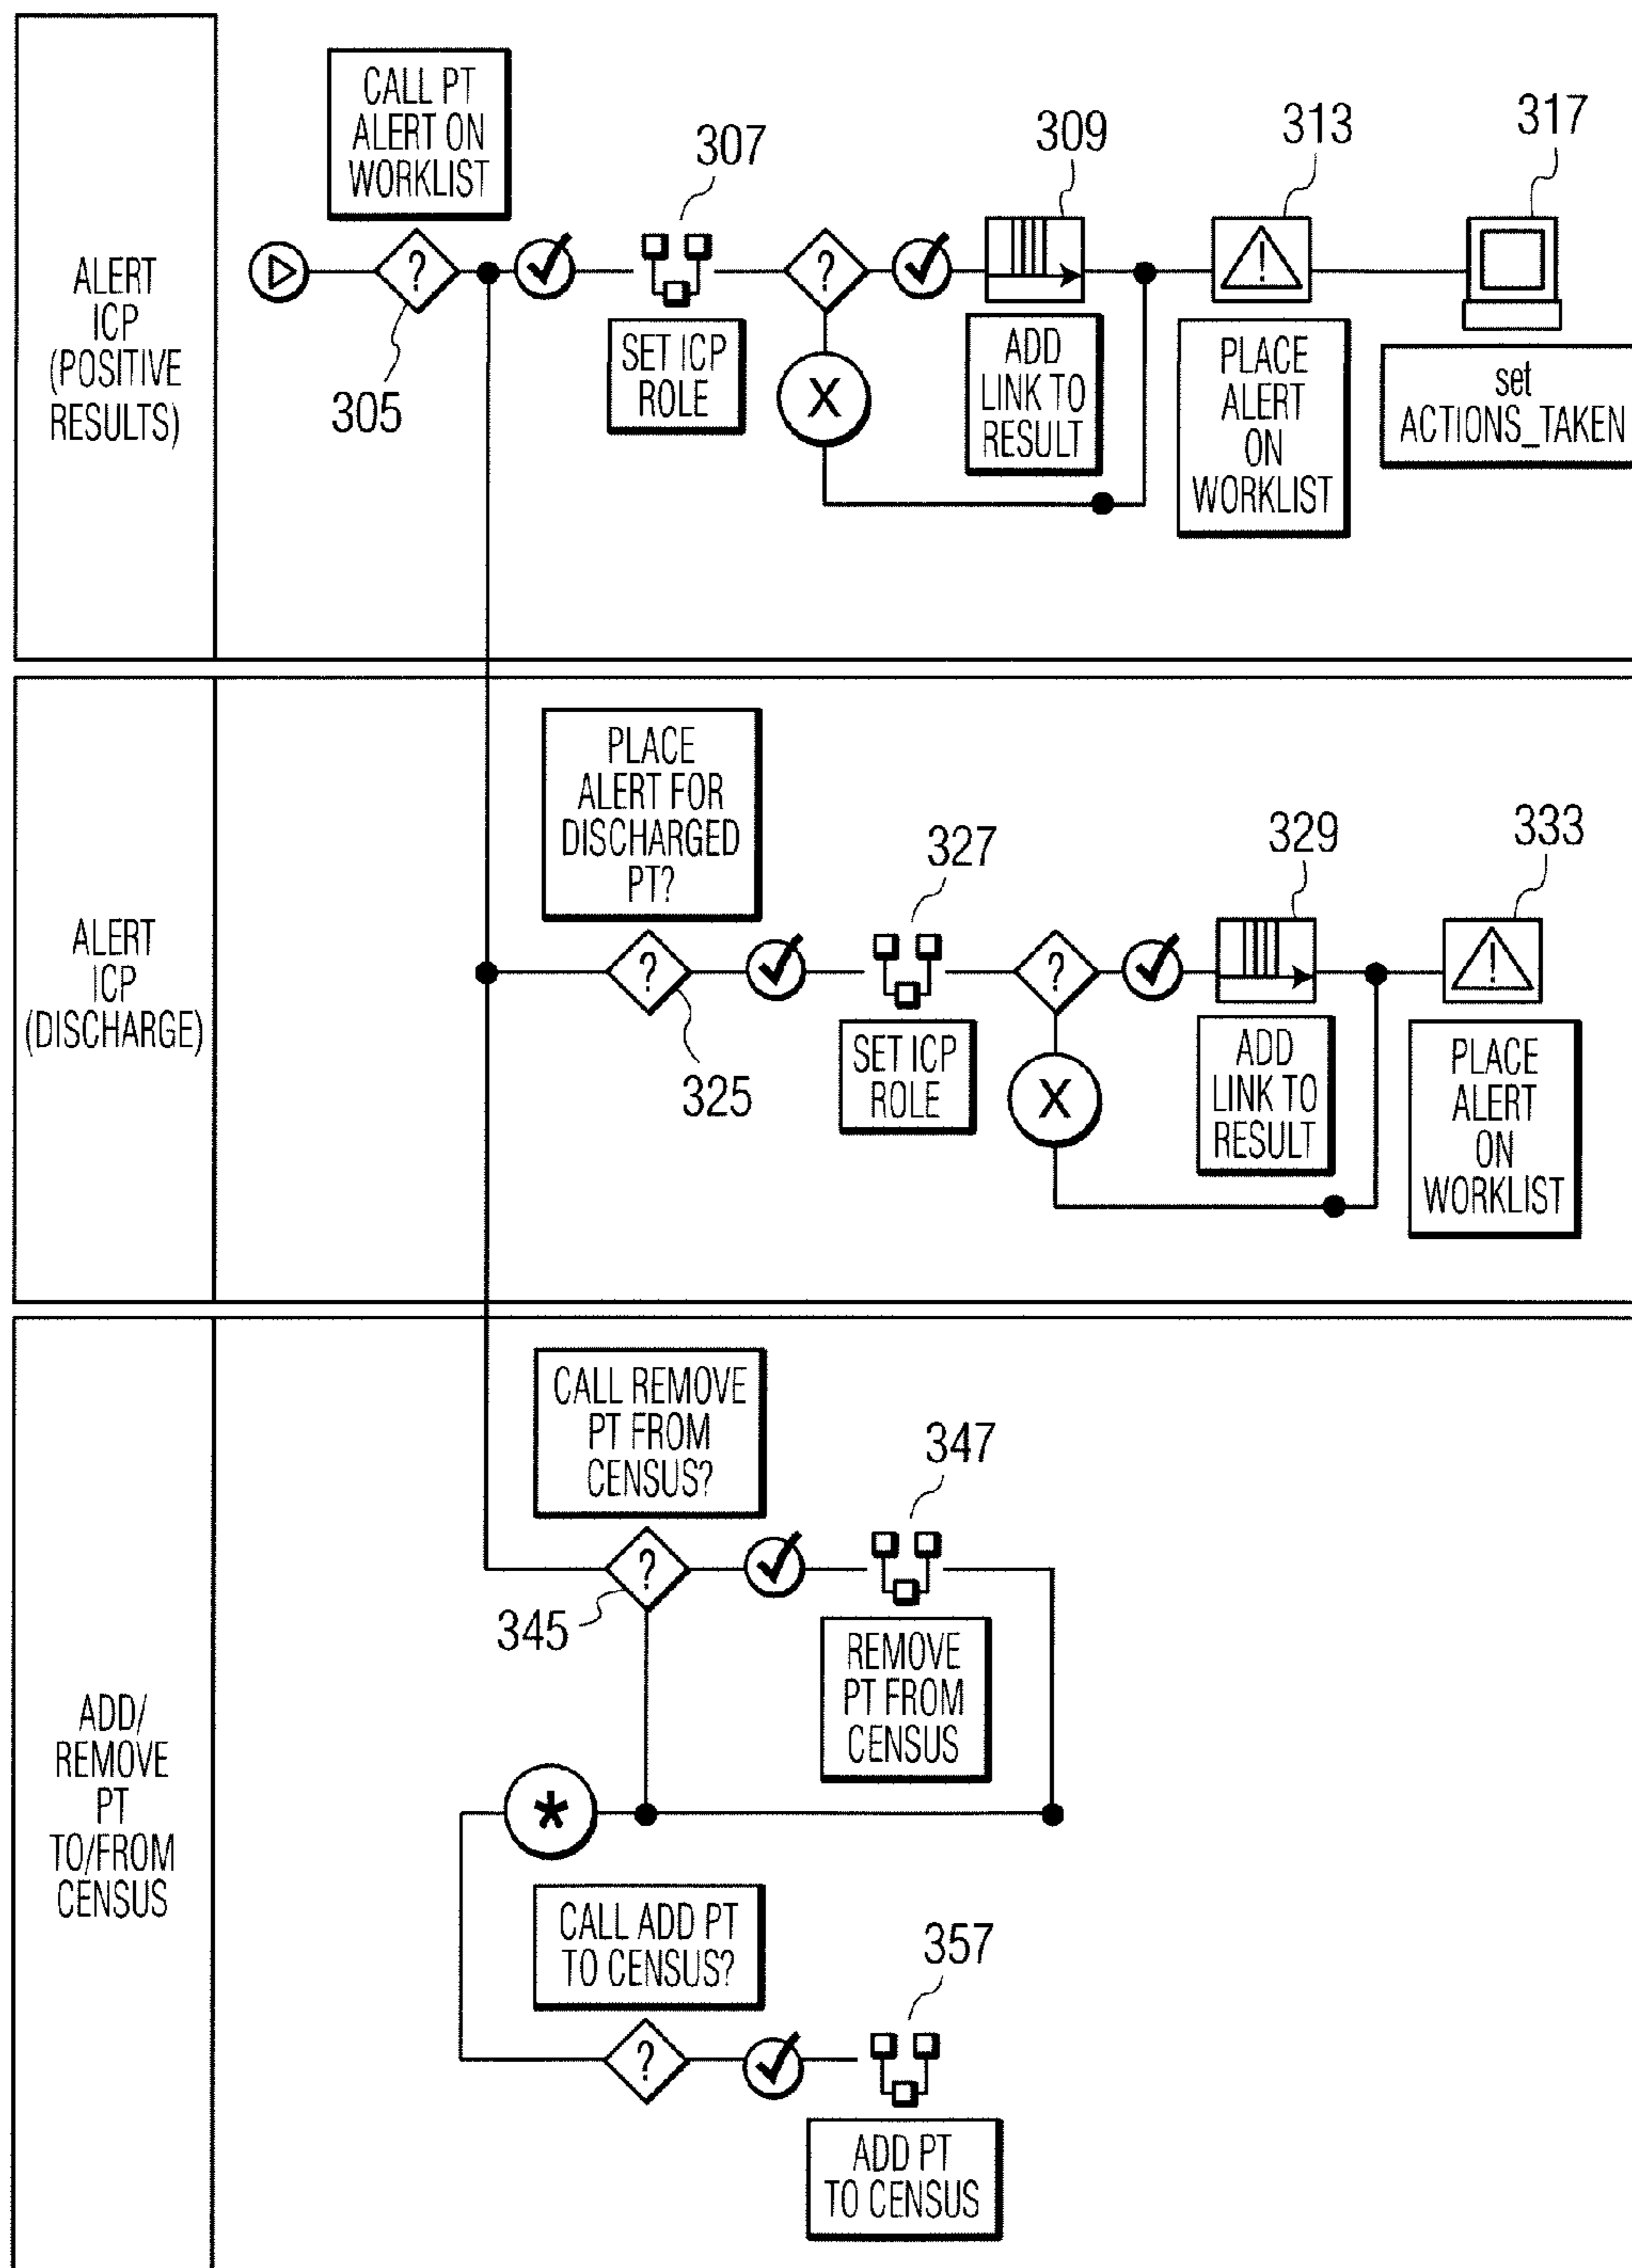 ALERT
ICP
(POSITIVE
RESULTS)
CALL PT
ALERT ON
WORKLIST
?
305
307
SET ICP
ROLE
?
X
309
ADD
LINK TO
RESULT
313
!
PLACE
ALERT
ON
WORKLIST
317
set
ACTIONS_TAKEN
ALERT
ICP
(DISCHARGE)
PLACE
ALERT FOR
DISCHARGED
PT?
?
325
327
SET ICP
ROLE
?
X
329
ADD
LINK TO
RESULT
333
!
PLACE
ALERT
ON
WORKLIST
ADD/
REMOVE
PT
TO/FROM
CENSUS
CALL REMOVE
PT FROM
CENSUS?
?
345
347
REMOVE
PT FROM
CENSUS
*
CALL ADD PT
TO CENSUS?
?
357
ADD PT
TO CENSUS